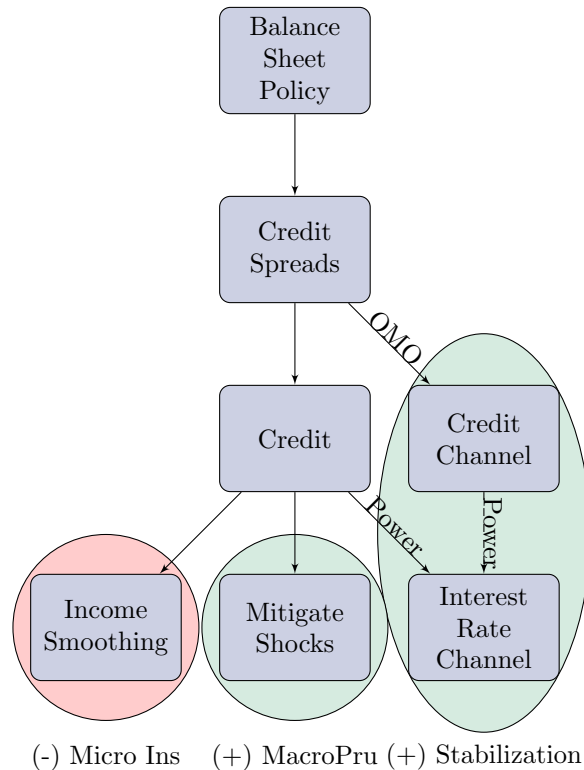 Balance
Sheet
Policy
Credit
Spreads
OMO
Credit
Credit
Channel
Power
Power
Income
Smoothing
Mitigate
Shocks
Interest
Rate
Channel
(-) Micro Ins
(+) MacroPru
(+) Stabilization